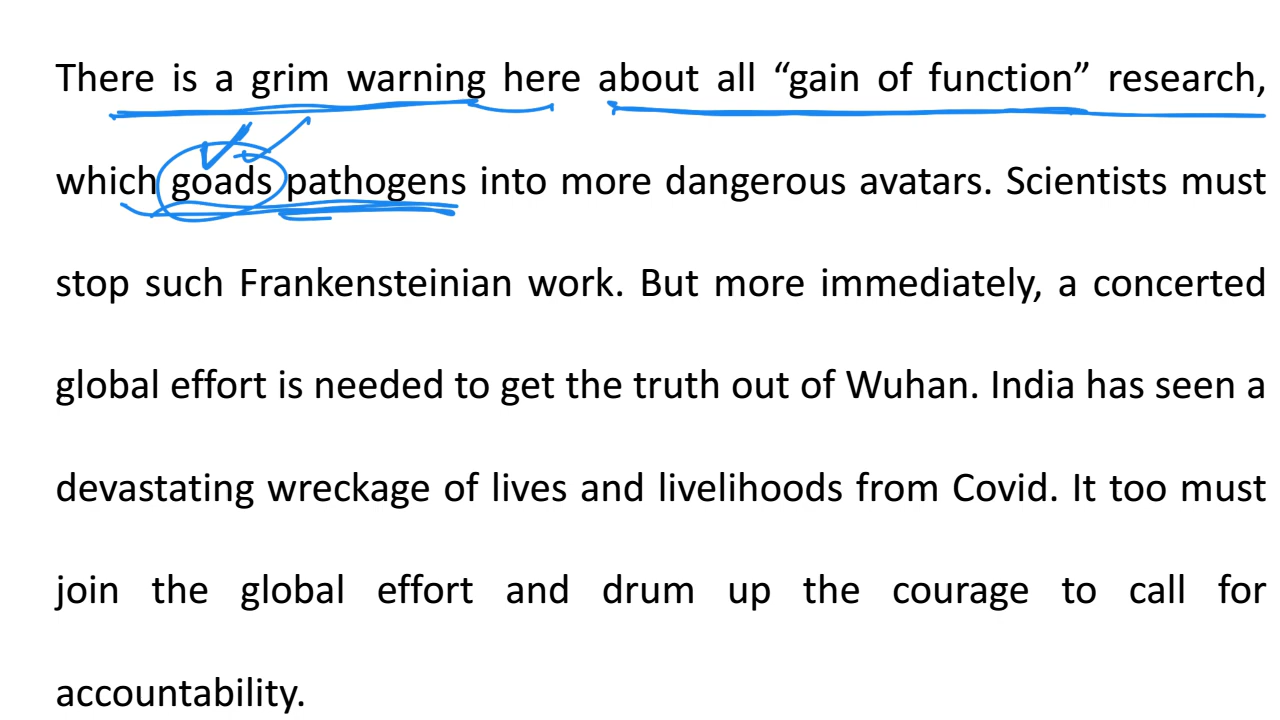 There is a grim warning here about all “gain of function” research,
which goads pathogens into more dangerous avatars. Scientists must
stop such Frankensteinian work. But more immediately, a concerted
global effort is needed to get the truth out of Wuhan. India has seen a
devastating wreckage of lives and livelihoods from Covid. It too must
join the global effort and drum up the courage to call for
accountability.